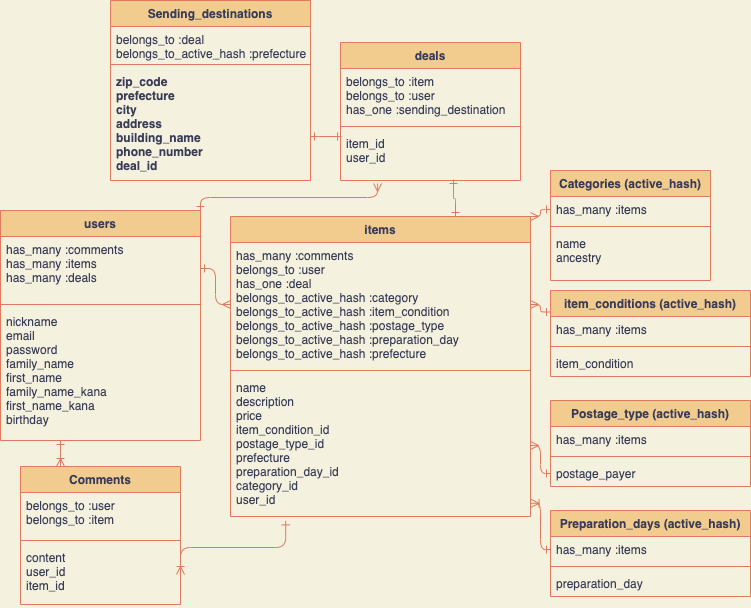 Sending_destinations
belongs_to :deal
belongs_to_active_hash :prefecture
zip_code
prefecture
city
address
building_name
phone_number
deal_id
deals
belongs_to :item
belongs_to :user
has_one :sending_destination
item_id
user_id
users
has_many :comments
has_many :items
has_many :deals
nickname
email
password
family_name
first_name
family_name_kana
first_name_kana
birthday
items
has_many :comments
belongs_to :user
has_one :deal
belongs_to_active_hash :category
belongs_to_active_hash :item_condition
belongs_to_active_hash :postage_type
belongs_to_active_hash :preparation_day
belongs_to_active_hash :prefecture
name
description
price
item_condition_id
postage_type_id
prefecture
preparation_day_id
category_id
user_id
Categories (active_hash)
has_many :items
name
ancestry
item_conditions (active_hash)
has_many :items
item_condition
Postage_type (active_hash)
has_many :items
postage_payer
Preparation_days (active_hash)
has_many :items
preparation_day
Comments
belongs_to :user
belongs_to :item
content
user_id
item_id